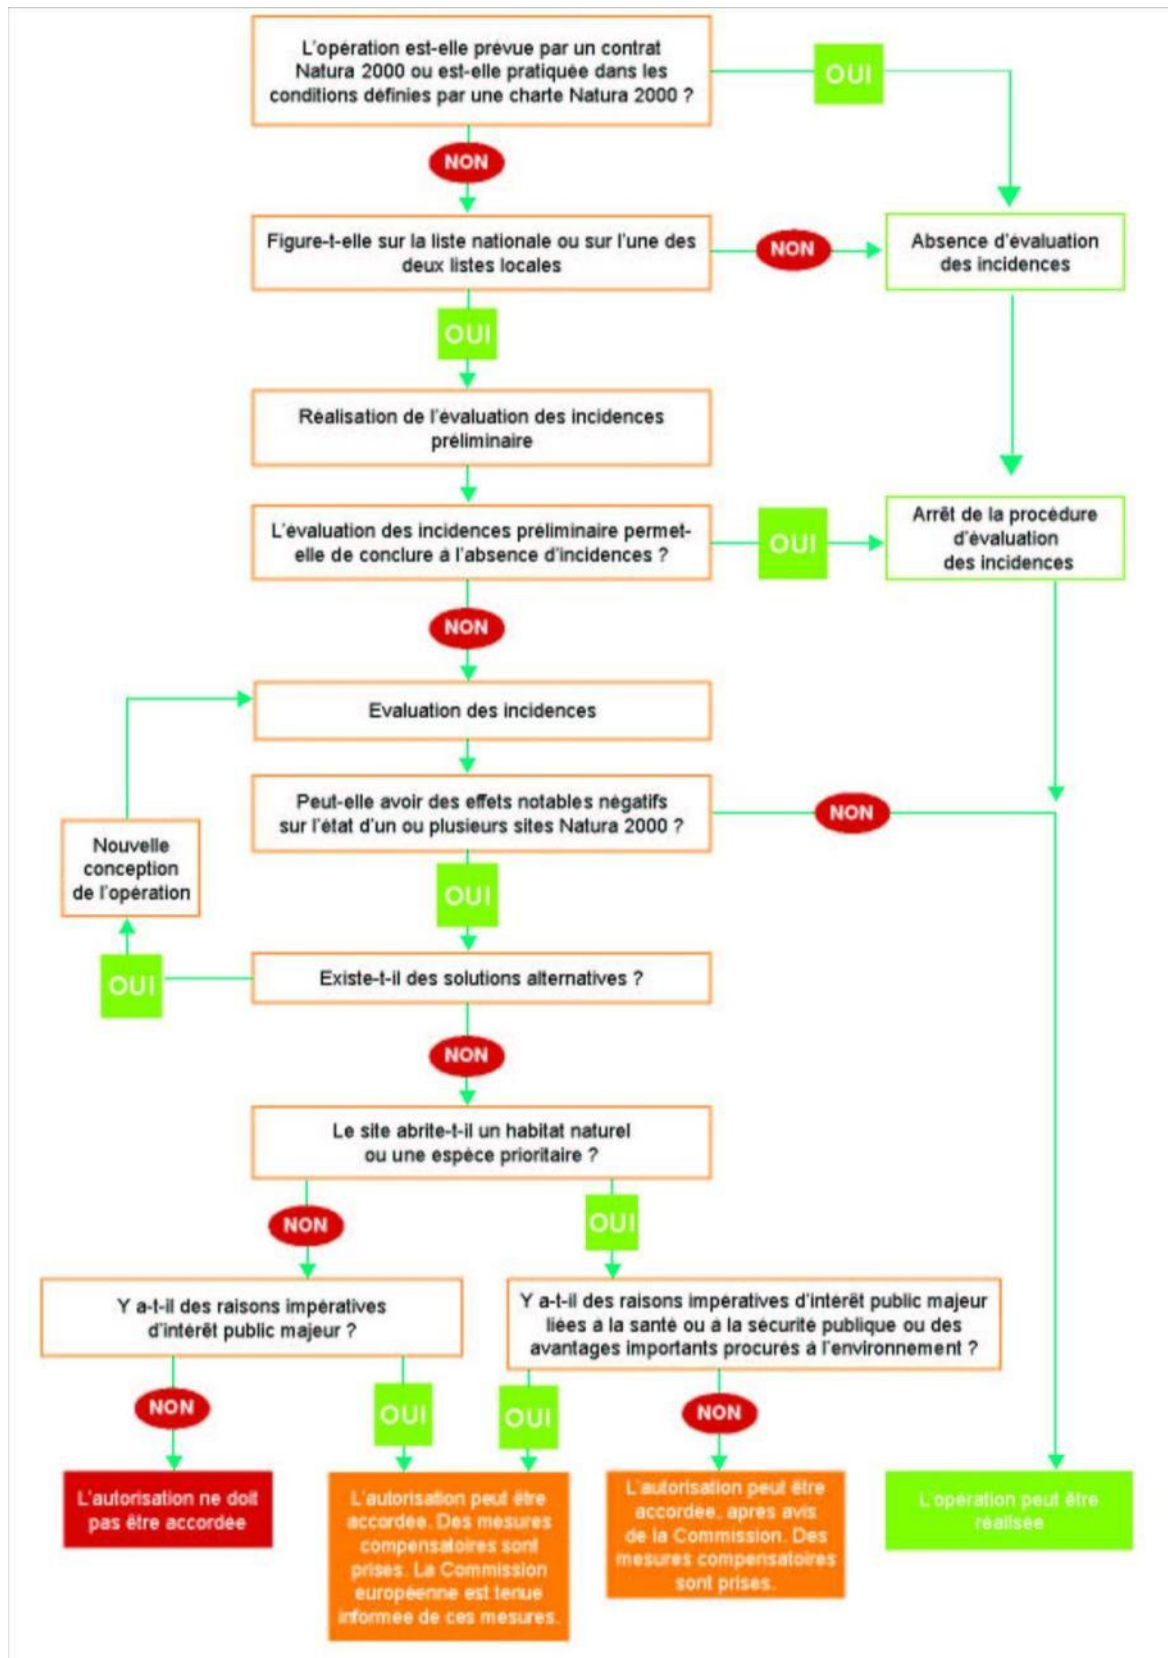 L'opération est-elle prévue par un contrat
Natura 2000 ou est-elle pratiquée dans les
conditions définies par une charte Natura 2000 ?
OUI
NON
Figure-t-elle sur la liste nationale ou sur l'une des
deux listes locales
NON
Absence d'évaluation
des incidences
OUI
Réalisation de l'évaluation des incidences
préliminaire
L'évaluation des incidences préliminaire permet-
elle de conclure à l'absence d'incidences ?
OUI
Arrêt de la procédure
d'évaluation
des incidences
NON
Evaluation des incidences
Peut-elle avoir des effets notables négatifs
sur l'état d'un ou plusieurs sites Natura 2000 ?
NON
Nouvelle
conception
de l'opération
OUI
Existe-t-il des solutions alternatives ?
OUI
NON
Le site abrite-t-il un habitat naturel
ou une espèce prioritaire ?
NON
OUI
Y a-t-il des raisons impératives
d'intérêt public majeur ?
Y a-t-il des raisons impératives d'intérêt public majeur
liées à la santé ou à la sécurité publique ou des
avantages importants procurés à l'environnement ?
NON
OUI
OUI
NON
L'autorisation ne doit
pas être accordée
L'autorisation peut être
accordée. Des mesures
compensatoires sont
prises. La Commission
européenne est tenue
informée de ces mesures.
L'autorisation peut être
accordée, apres avis
de la Commission. Des
mesures compensatoires
sont prises.
L'opération peut être
réalisée